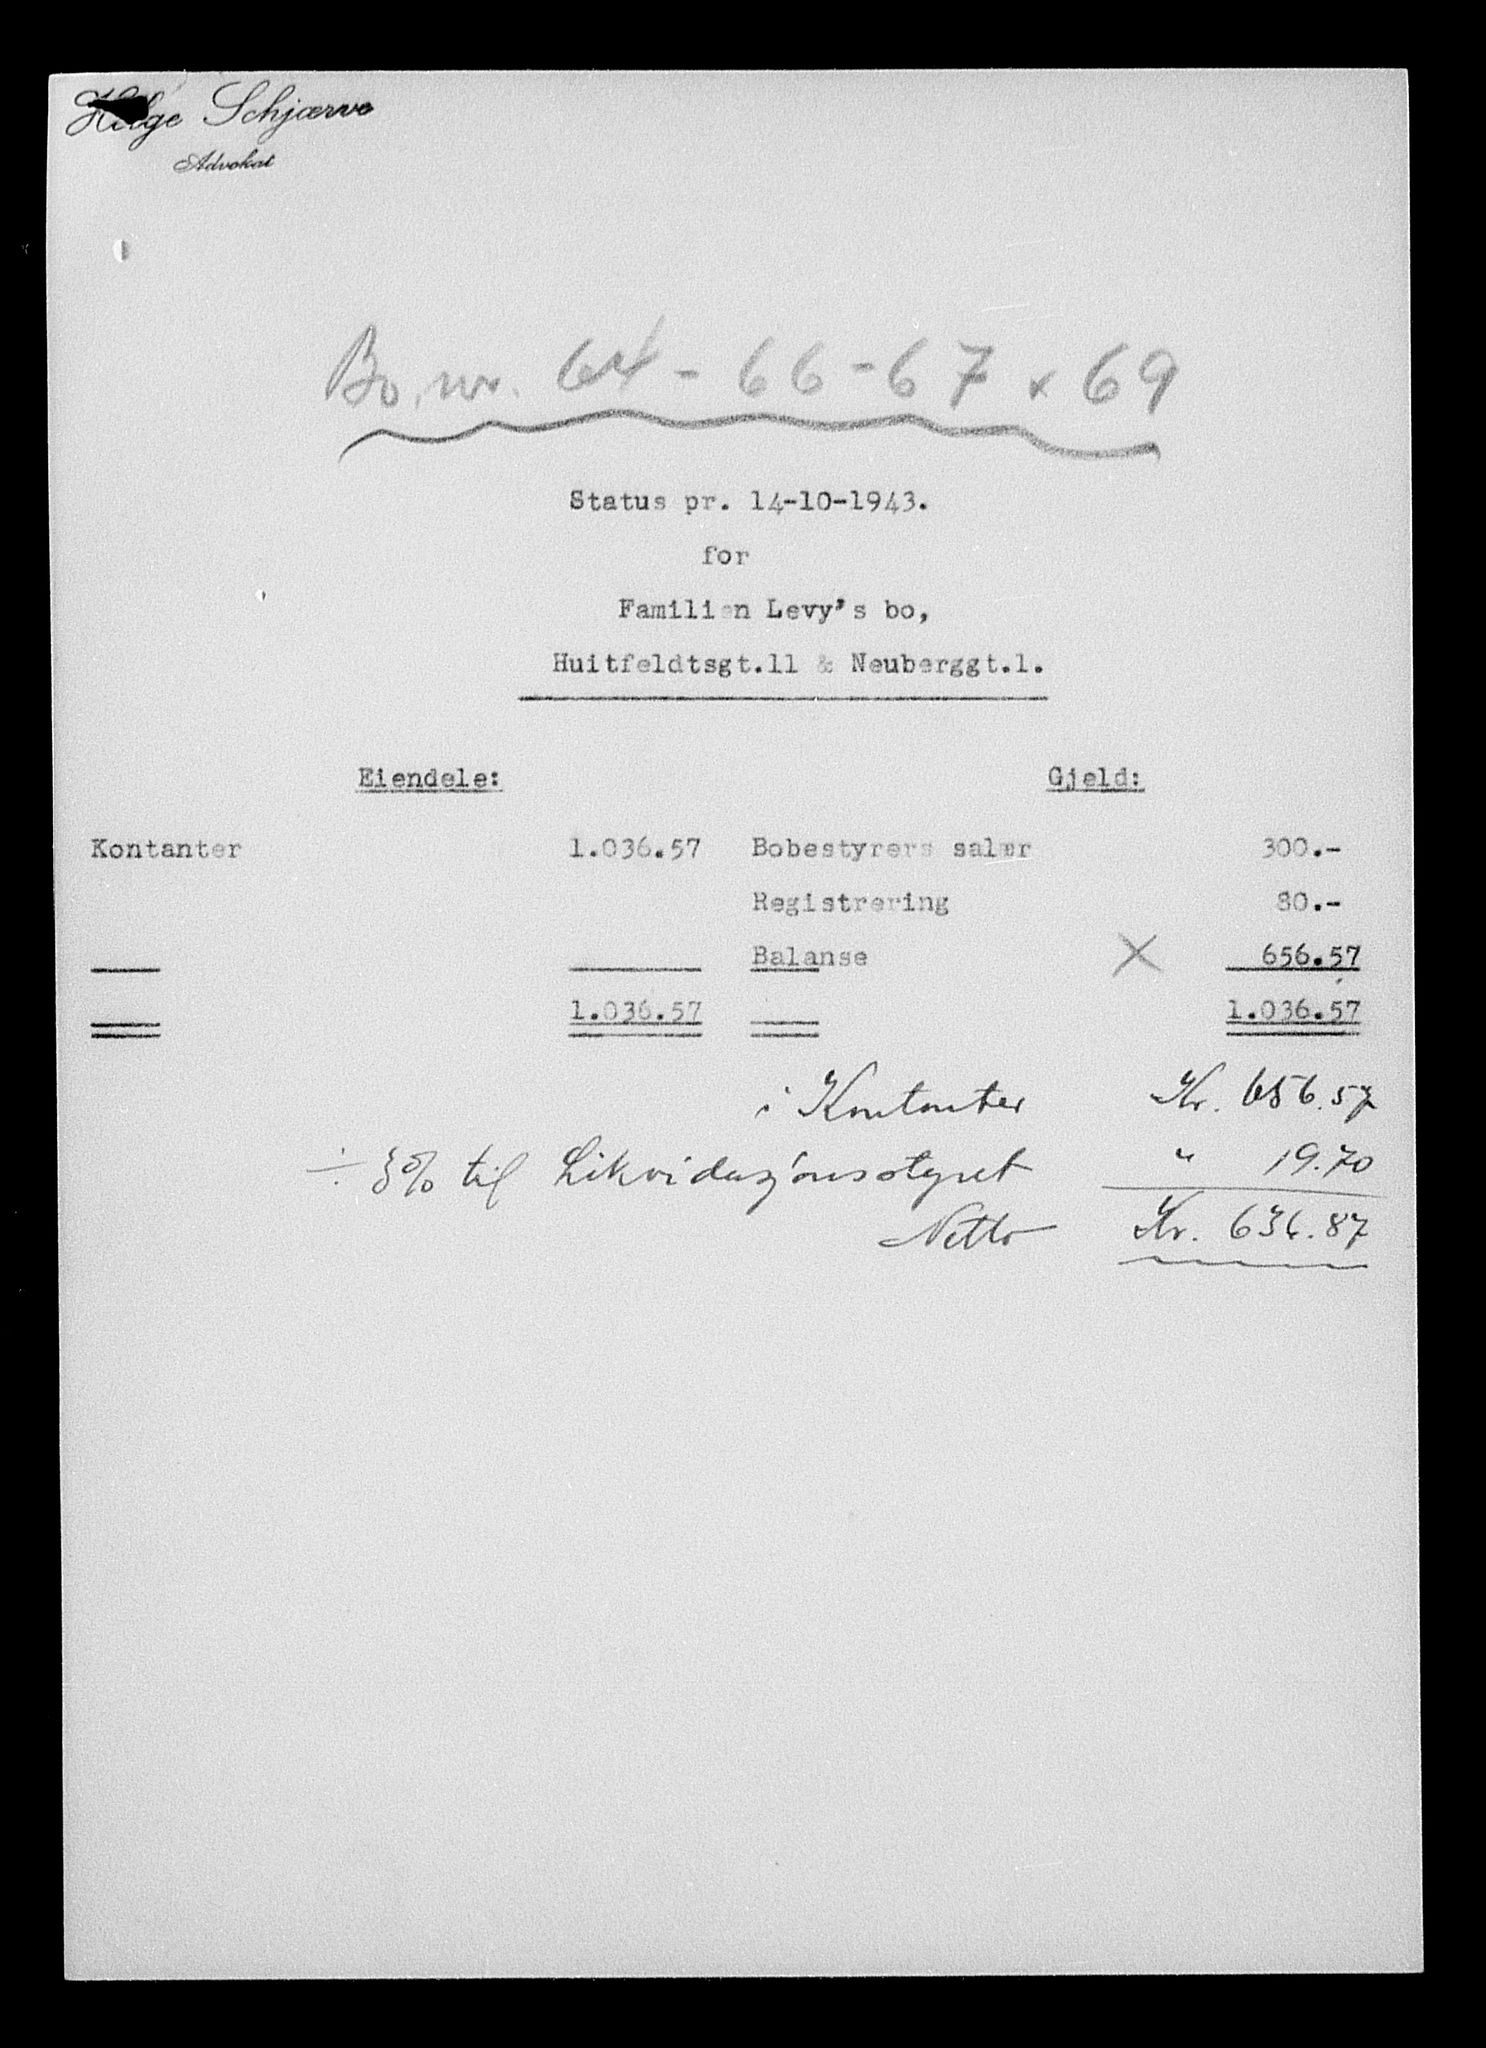 Helge Schjærve
Advokat
Bo. nr. 64 - 66 - 67 x 69
Status pr. 14-10-1943.
for
Familien Levy's bo,
Huitfeldtsgt.11 & Neuberggt.1.
Eiendele: Gjeld:
Kontanter 1.036.57 Bobestyrers salær 300.-
Registrering 80.-
Balanse X 656.57
1.036.57 1.036.57
i Kontanter Kr. 656.57
÷ 3% til Likvidasjonsstyret " 19.70
Netto Kr. 636.87